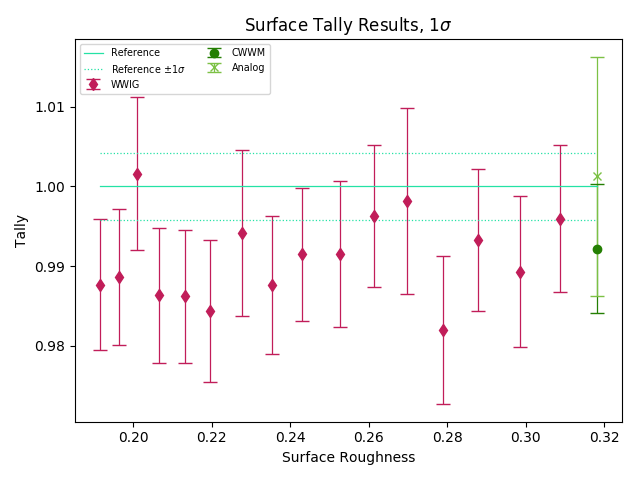 Surface Tally Results, 1σ
Reference
Reference ±1σ
WWIG
CWWM
Analog
Tally
1.01
1.00
0.99
0.98
0.20 0.22 0.24 0.26 0.28 0.30 0.32
Surface Roughness